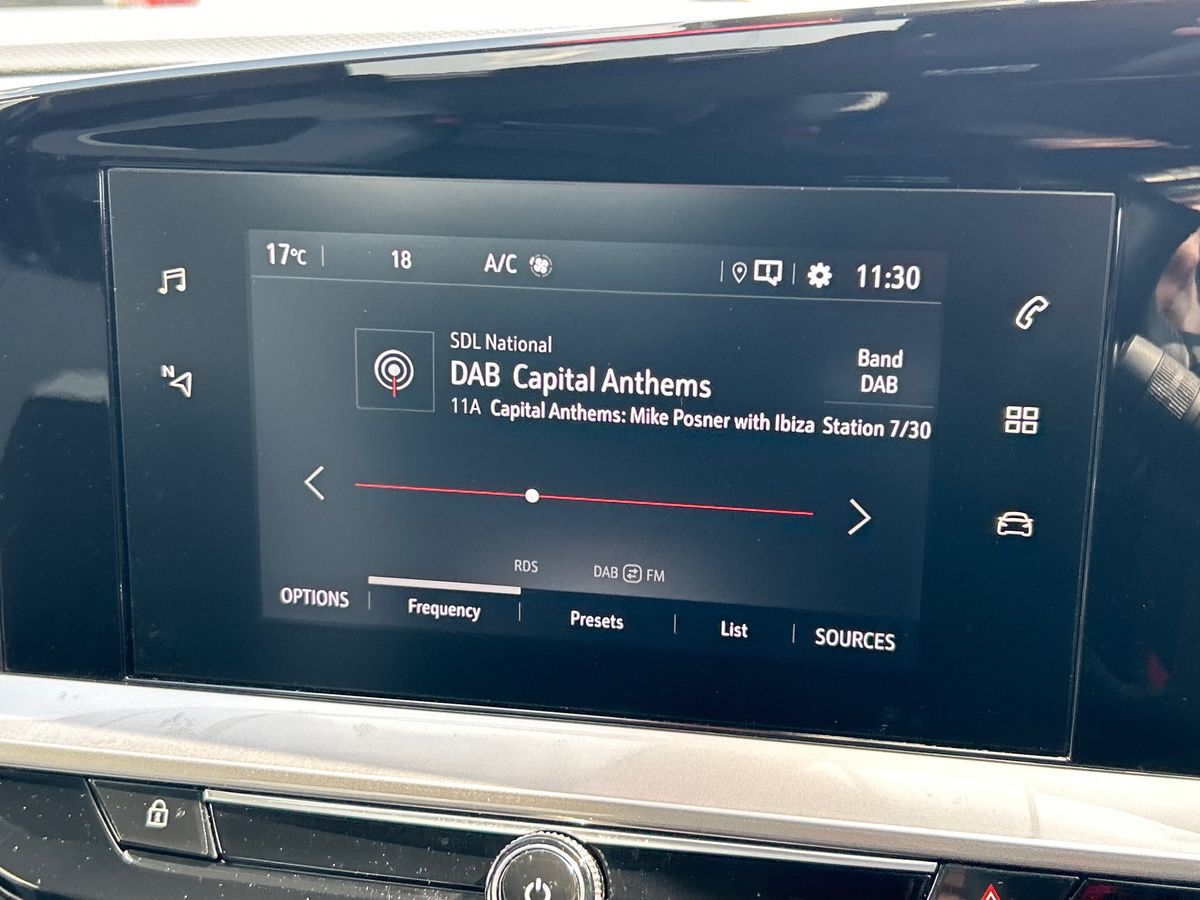 17°C 18 A/C 11:30
SDL National
DAB Capital Anthems
11A Capital Anthems: Mike Posner with Ibiza Station 7/30
Band
DAB
N
RDS DAB FM
OPTIONS Frequency Presets List SOURCES